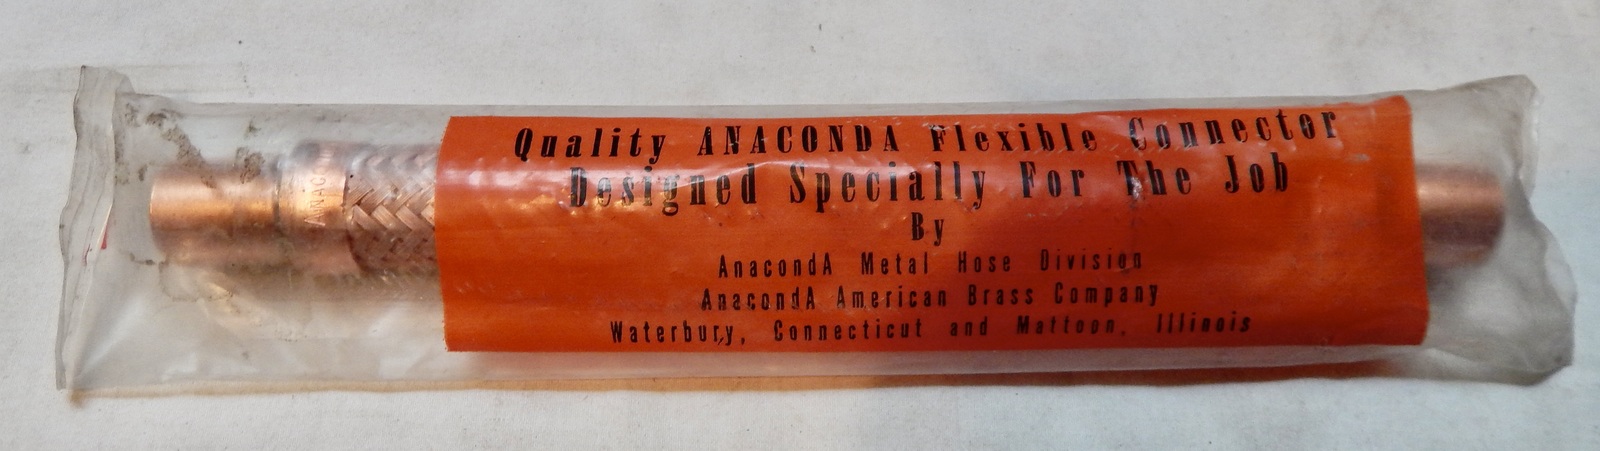 ANACO
Quality ANACONDA Flexible Connector
Designed Specially For The Job
By
AnacondA Metal Hose Division
AnacondA American Brass Company
Waterbury, Connecticut and Mattoon, Illinois